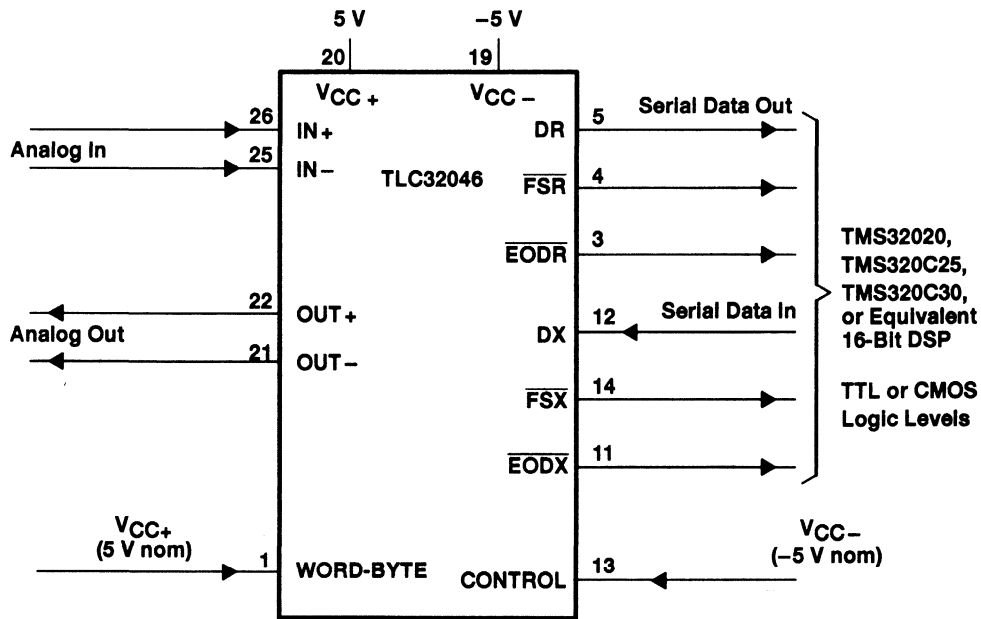 5 V
−5 V
20
19
VCC+
VCC−
26
IN+
Analog In
25
IN−
TLC32046
DR
5
Serial Data Out
FSR
4
EODR
3
22
OUT+
Analog Out
21
OUT−
DX
12
Serial Data In
FSX
14
EODX
11
TMS32020,
TMS320C25,
TMS320C30,
or Equivalent
16-Bit DSP
TTL or CMOS
Logic Levels
VCC+
(5 V nom)
1
WORD-BYTE
CONTROL
13
VCC−
(−5 V nom)